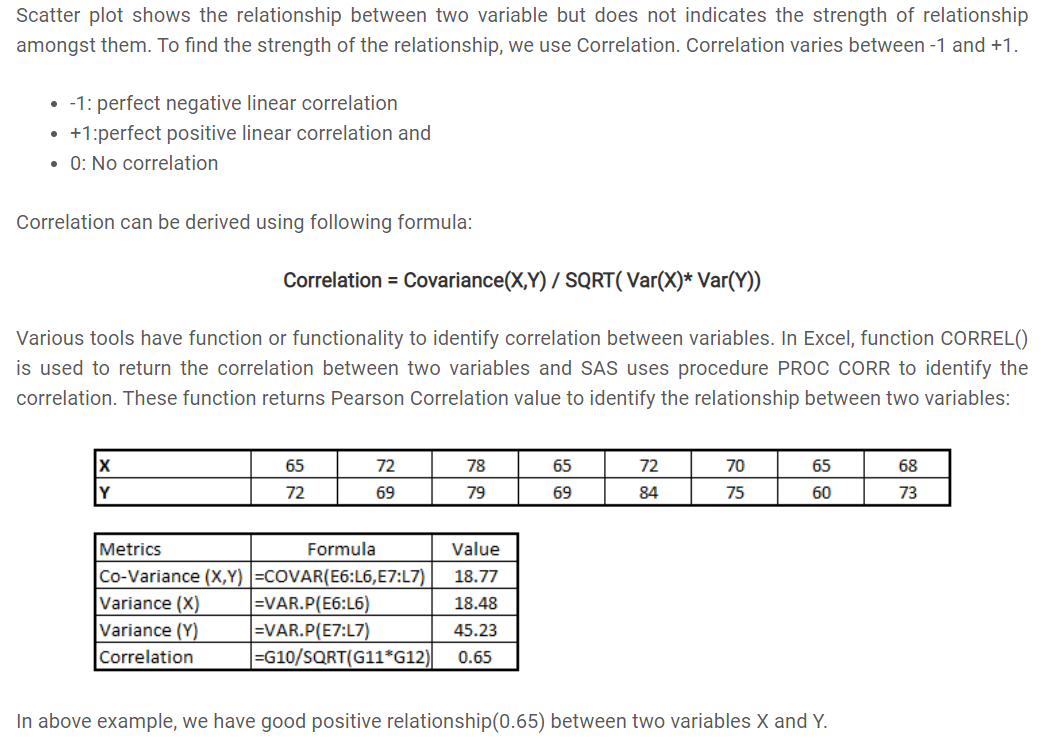 Scatter plot shows the relationship between two variable but does not indicates the strength of relationship
amongst them. To find the strength of the relationship, we use Correlation. Correlation varies between -1 and +1.
• -1: perfect negative linear correlation
• +1:perfect positive linear correlation and
• 0: No correlation
Correlation can be derived using following formula:
Correlation = Covariance(X,Y) / SQRT( Var(X)* Var(Y))
Various tools have function or functionality to identify correlation between variables. In Excel, function CORREL()
is used to return the correlation between two variables and SAS uses procedure PROC CORR to identify the
correlation. These function returns Pearson Correlation value to identify the relationship between two variables:
X 65 72 78 65 72 70 65 68
Y 72 69 79 69 84 75 60 73
Metrics Formula Value
Co-Variance (X,Y) =COVAR(E6:L6,E7:L7) 18.77
Variance (X) =VAR.P(E6:L6) 18.48
Variance (Y) =VAR.P(E7:L7) 45.23
Correlation =G10/SQRT(G11*G12) 0.65
In above example, we have good positive relationship(0.65) between two variables X and Y.